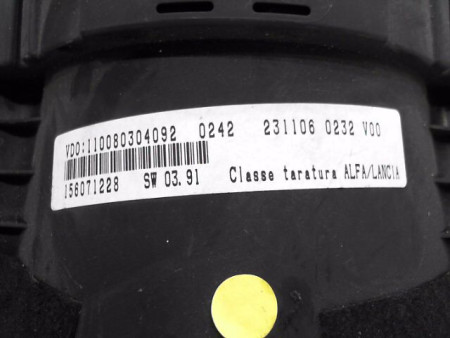 VDO:110080304092 0242 231106 0232 V00
156071228 SW 03.91 Classe taratura ALFA/LANCIA